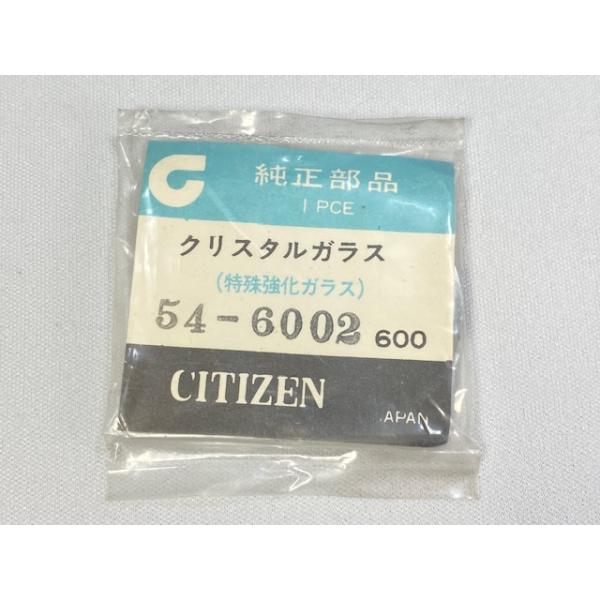 純正部品
1 PCE
クリスタルガラス
(特殊強化ガラス)
54-6002 600
CITIZEN
JAPAN